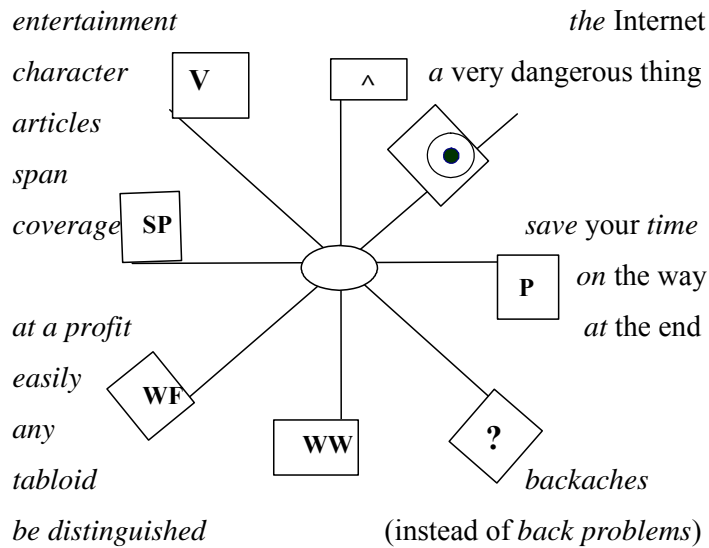 entertainment the Internet
character V ^ a very dangerous thing
articles
span
coverage SP save your time
P on the way
at a profit at the end
easily
any WF WW ?
tabloid backaches
be distinguished (instead of back problems)